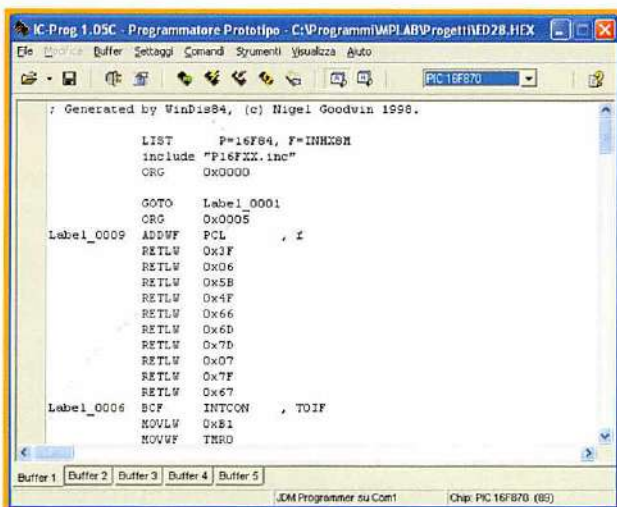 IC-Prog 1.05C - Programmatore Prototipo - C:\Programmi\MPLAB\Progetti\ED28.HEX
File Modifica Buffer Settaggi Comandi Strumenti Visualizza Aiuto
PIC 16F870
; Generated by WinDis84, (c) Nigel Goodwin 1998.
LIST P=16F84, F=INHX8M
include "P16FXX.inc"
ORG 0x0000
GOTO Label_0001
ORG 0x0005
Label_0009 ADDWF PCL , f
RETLW 0x3F
RETLW 0x06
RETLW 0x5B
RETLW 0x4F
RETLW 0x66
RETLW 0x6D
RETLW 0x7D
RETLW 0x07
RETLW 0x7F
RETLW 0x67
Label_0006 BCF INTCON , TOIF
MOVLW 0xB1
MOVWF TMR0
Buffer 1 Buffer 2 Buffer 3 Buffer 4 Buffer 5
JDM Programmer su Com1 Chip: PIC 16F870 (89)